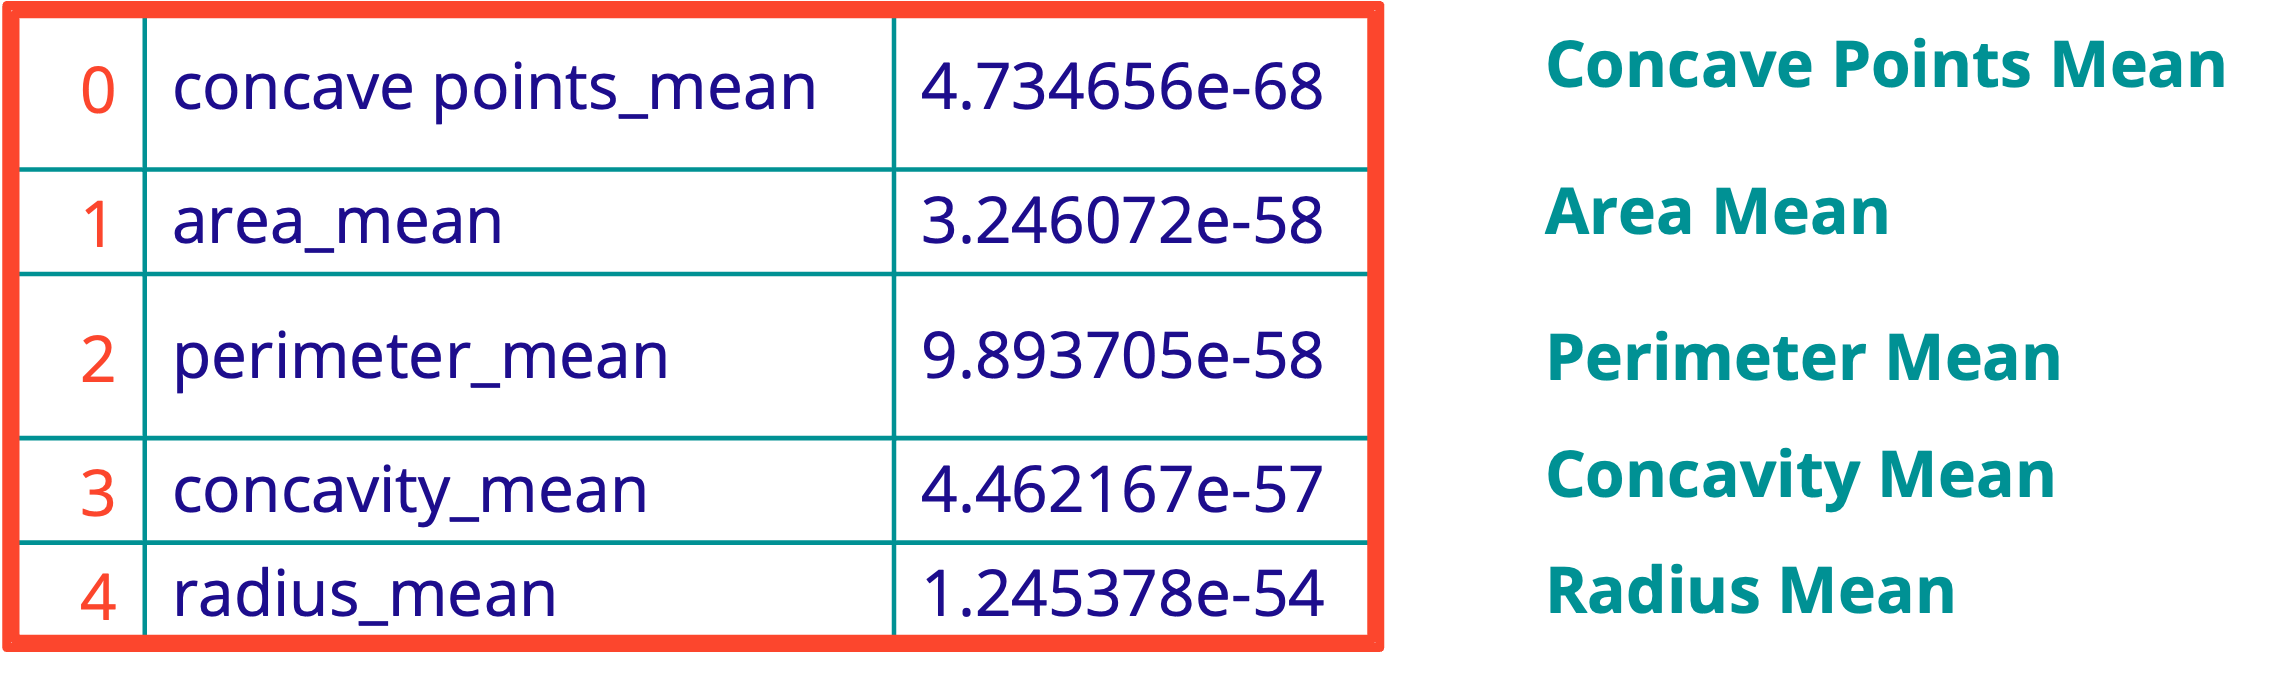 0 concave points_mean 4.734656e-68
Concave Points Mean
1 area_mean 3.246072e-58
Area Mean
2 perimeter_mean 9.893705e-58
Perimeter Mean
3 concavity_mean 4.462167e-57
Concavity Mean
4 radius_mean 1.245378e-54
Radius Mean